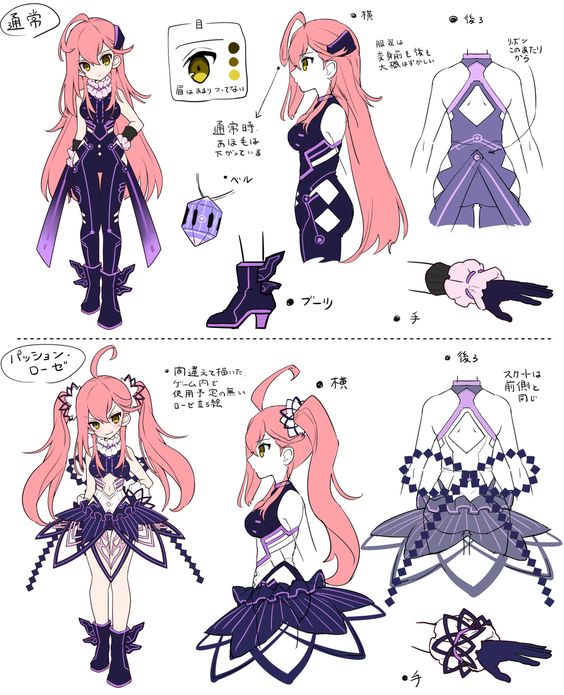 通常
目
眉はあまりつってない
横
服装は
変身前も後も
大概はずかしい
後ろ
リボン
このあたり
から
通常時、
あほ毛は
下がっている
ベル
ブーツ
手
パッション・
ローゼ
間違えて描いた、
ゲーム内で
使用予定の無い
ローゼ立ち絵
横
後ろ
スカートは
前側と
同じ
手